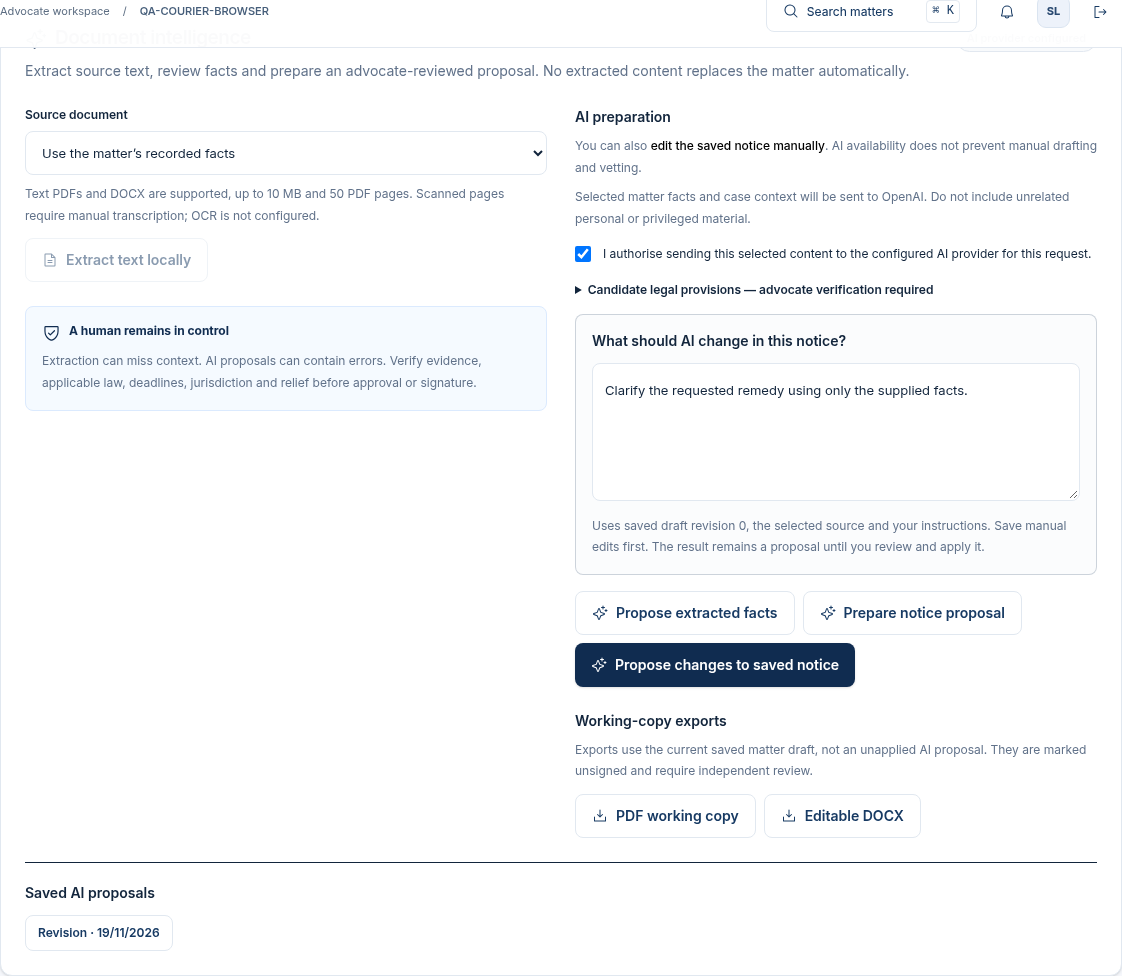 Advocate workspace / QA-COURIER-BROWSER
Search matters
⌘ K
SL
Document intelligence
Extract source text, review facts and prepare an advocate-reviewed proposal. No extracted content replaces the matter automatically.
Source document
Use the matter’s recorded facts
Text PDFs and DOCX are supported, up to 10 MB and 50 PDF pages. Scanned pages
require manual transcription; OCR is not configured.
Extract text locally
A human remains in control
Extraction can miss context. AI proposals can contain errors. Verify evidence,
applicable law, deadlines, jurisdiction and relief before approval or signature.
AI preparation
You can also edit the saved notice manually. AI availability does not prevent manual drafting
and vetting.
Selected matter facts and case context will be sent to OpenAI. Do not include unrelated
personal or privileged material.
I authorise sending this selected content to the configured AI provider for this request.
Candidate legal provisions — advocate verification required
What should AI change in this notice?
Clarify the requested remedy using only the supplied facts.
Uses saved draft revision 0, the selected source and your instructions. Save manual
edits first. The result remains a proposal until you review and apply it.
Propose extracted facts
Prepare notice proposal
Propose changes to saved notice
Working-copy exports
Exports use the current saved matter draft, not an unapplied AI proposal. They are marked
unsigned and require independent review.
PDF working copy
Editable DOCX
Saved AI proposals
Revision · 19/11/2026